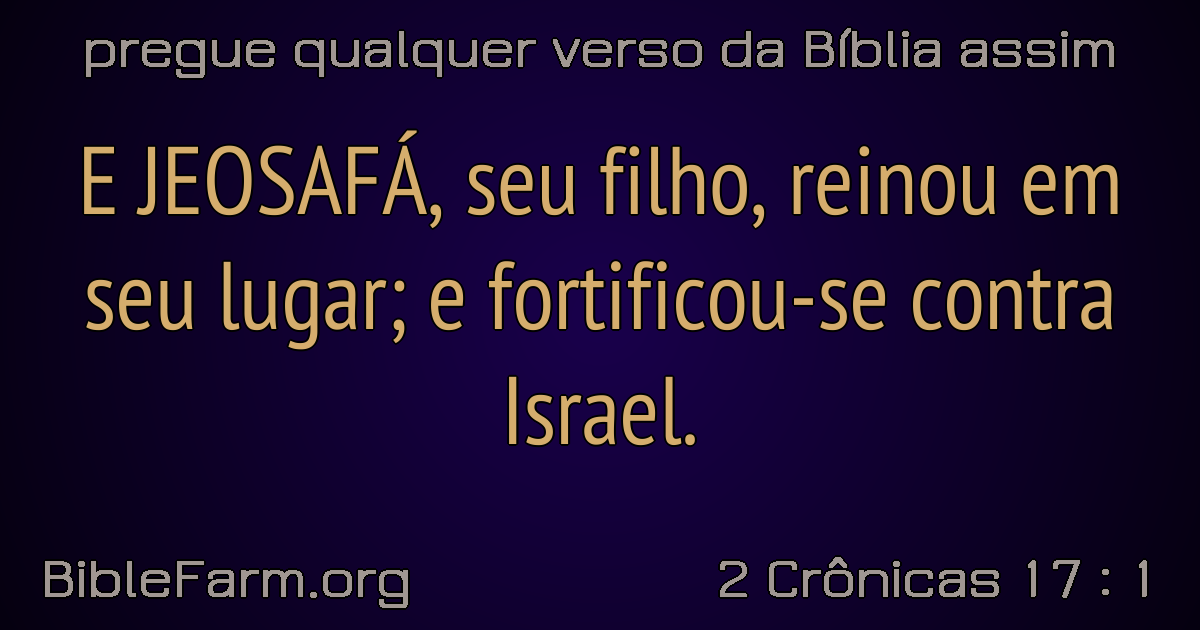 pregue qualquer verso da Bíblia assim
E JEOSAFÁ, seu filho, reinou em
seu lugar; e fortificou-se contra
Israel.
BibleFarm.org
2 Crônicas 17 : 1